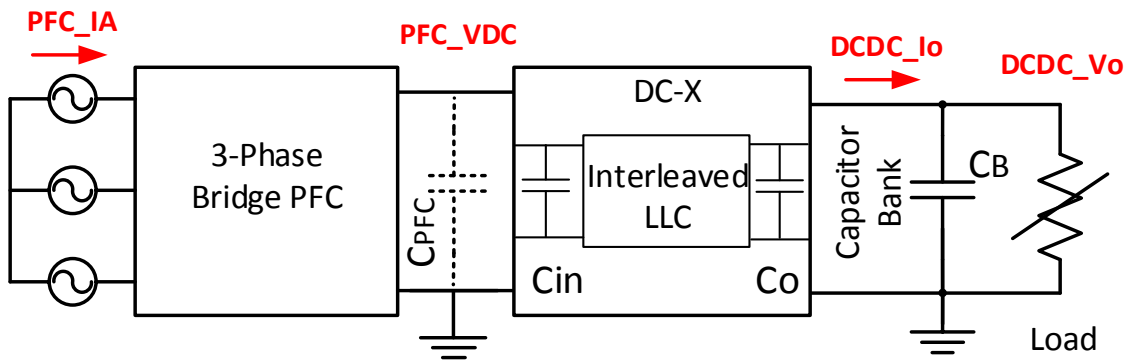 PFC_IA
PFC_VDC
DCDC_Io
DCDC_Vo
3-Phase
Bridge PFC
CPFC
DC-X
Interleaved
LLC
Cin
Co
Capacitor
Bank
CB
Load